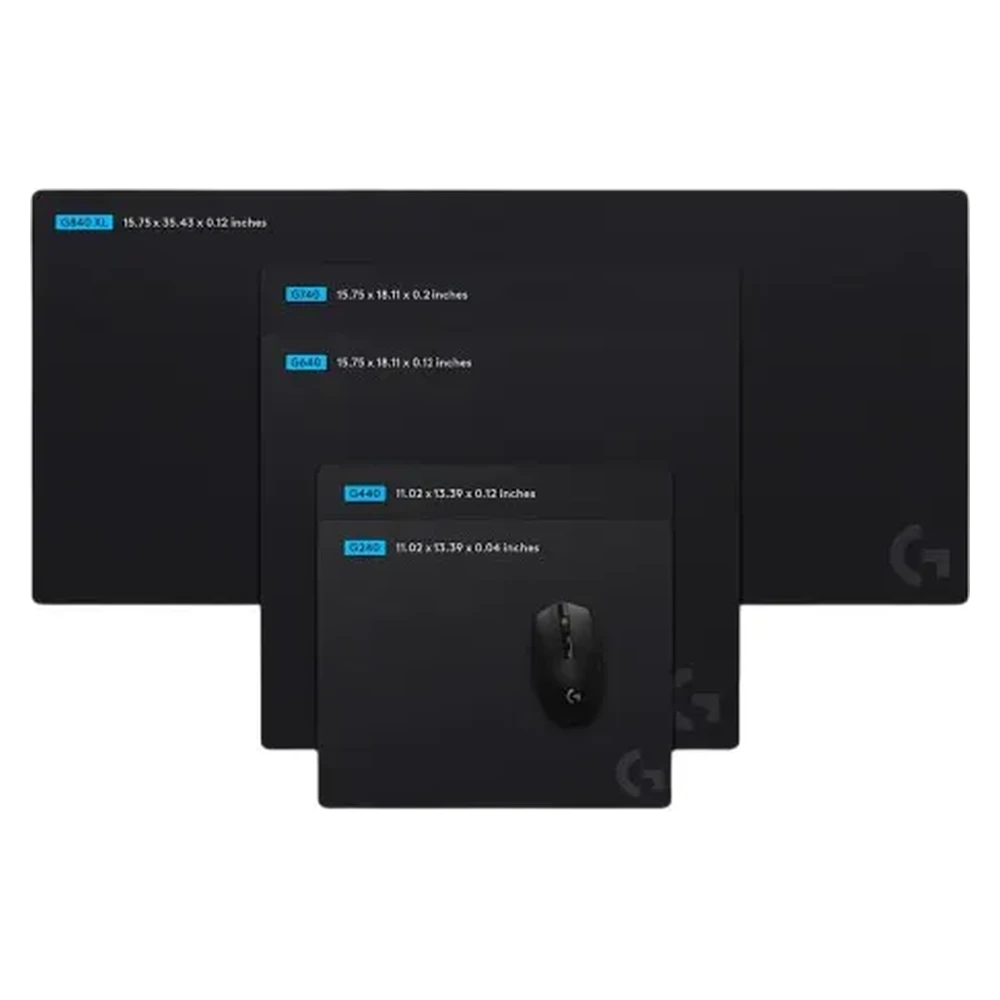 G840 XL 15.75 x 35.43 x 0.12 inches
G740 15.75 x 18.11 x 0.2 inches
G640 15.75 x 18.11 x 0.12 inches
G440 11.02 x 13.39 x 0.12 inches
G240 11.02 x 13.39 x 0.04 inches